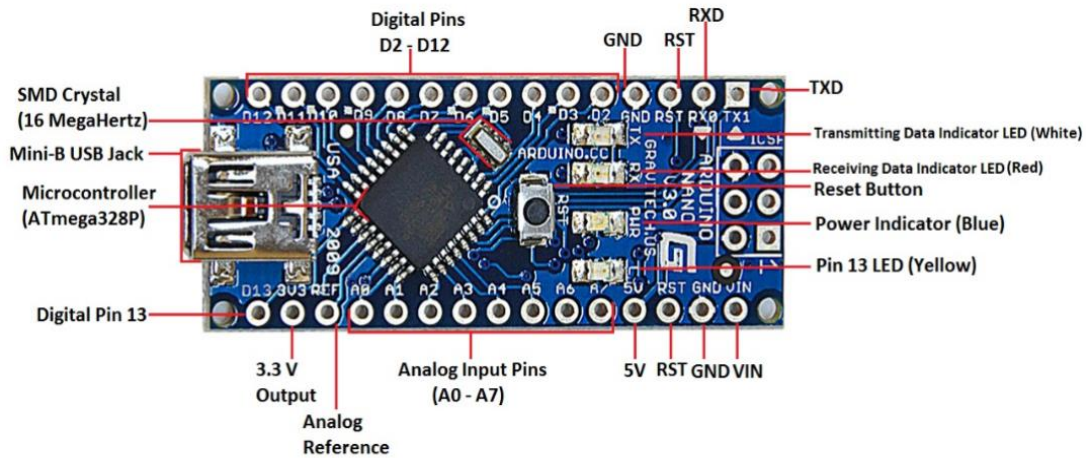 Digital Pins
D2 - D12
GND
RST
RXD
TXD
SMD Crystal
(16 MegaHertz)
Mini-B USB Jack
Microcontroller
(ATmega328P)
Digital Pin 13
D12 D11 D10 D9 D8 D7 D6 D5 D4 D3 D2 GND RST RX0 TX1
ICSP
TX
RX
PWR
L
RST
ARDUINO.CC
GRAVITECH.US
ARDUINO
NANO
V3.0
USA
2009
1
D13 3V3 REF A0 A1 A2 A3 A4 A5 A6 A7 5V RST GND VIN
Transmitting Data Indicator LED (White)
Receiving Data Indicator LED (Red)
Reset Button
Power Indicator (Blue)
Pin 13 LED (Yellow)
3.3 V
Output
Analog
Reference
Analog Input Pins
(A0 - A7)
5V
RST
GND
VIN